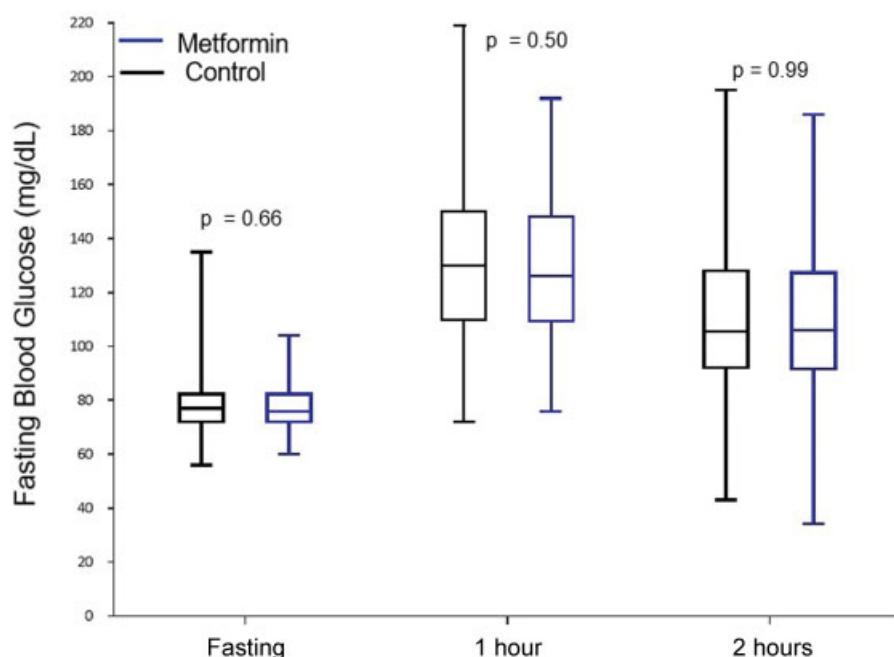 Fasting Blood Glucose (mg/dL)
220
200
180
160
140
120
100
80
60
40
20
0
Metformin
Control
p = 0.66
p = 0.50
p = 0.99
Fasting
1 hour
2 hours